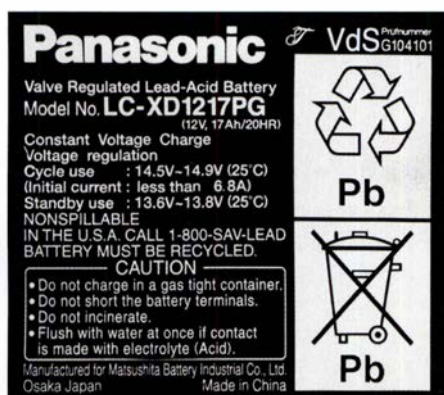 Panasonic
VdS Prüfnummer G104101
Valve Regulated Lead-Acid Battery
Model No. LC-XD1217PG
(12V, 17Ah/20HR)
Constant Voltage Charge
Voltage regulation
Cycle use : 14.5V~14.9V (25℃)
(Initial current : less than 6.8A)
Standby use : 13.6V~13.8V (25℃)
NONSPILLABLE
IN THE U.S.A. CALL 1-800-SAV-LEAD
BATTERY MUST BE RECYCLED.
CAUTION
• Do not charge in a gas tight container.
• Do not short the battery terminals.
• Do not incinerate.
• Flush with water at once if contact
is made with electrolyte (Acid).
Manufactured for Matsushita Battery Industrial Co., Ltd.
Osaka Japan Made in China
Pb
Pb